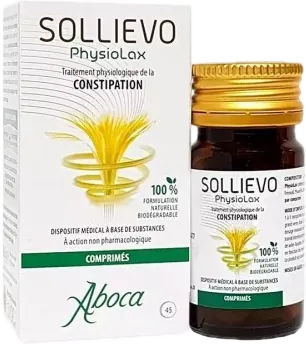 SOLLIEVO
PhysioLax
Traitement physiologique de la
CONSTIPATION
100 %
FORMULATION
NATURELLE
BIODÉGRADABLE
DISPOSITIF MÉDICAL À BASE DE SUBSTANCES
À action non pharmacologique
COMPRIMÉS
Aboca
45
SOLLIEVO
PhysioLax
Traitement physiologique de la
CONSTIPATION
100 %
FORMULATION
NATURELLE
BIODÉGRADABLE
DISPOSITIF MÉDICAL À BASE DE SUBSTANCES
À action non pharmacologique
COMPRIMÉS
Aboca